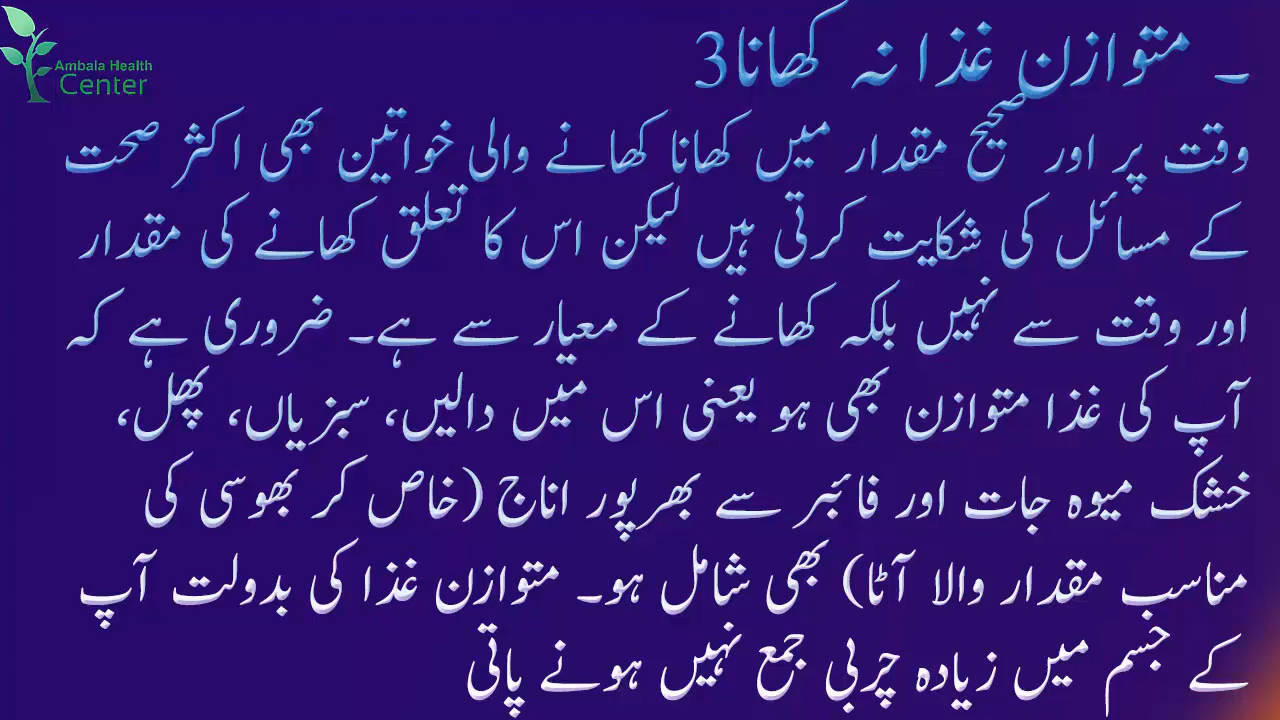 Ambala Health
Center
3۔ متوازن غذا نہ کھانا
وقت پر اور صحیح مقدار میں کھانا کھانے والی خواتین بھی اکثر صحت
کے مسائل کی شکایت کرتی ہیں لیکن اس کا تعلق کھانے کی مقدار
اور وقت سے نہیں بلکہ کھانے کے معیار سے ہے۔ ضروری ہے کہ
آپ کی غذا متوازن بھی ہو یعنی اس میں دالیں، سبزیاں، پھل،
خشک میوہ جات اور فائبر سے بھرپور اناج (خاص کر بھوسی کی
مناسب مقدار والا آٹا) بھی شامل ہو۔ متوازن غذا کی بدولت آپ
کے جسم میں زیادہ چربی جمع نہیں ہونے پاتی